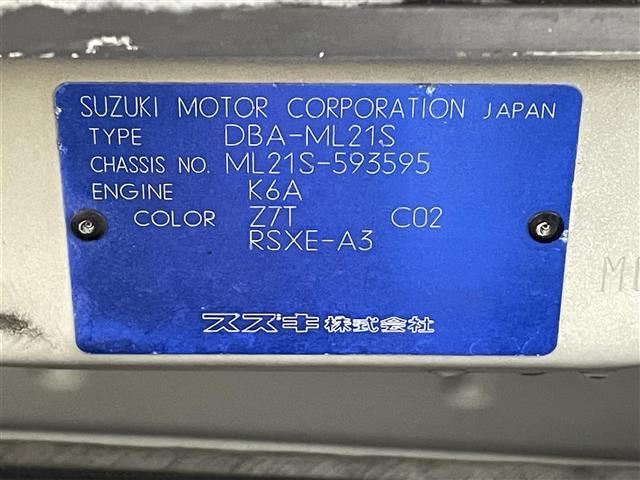 SUZUKI MOTOR CORPORATION JAPAN
TYPE DBA-ML21S
CHASSIS NO. ML21S-593595
ENGINE K6A
COLOR Z7T C02
RSXE-A3
スズキ株式会社